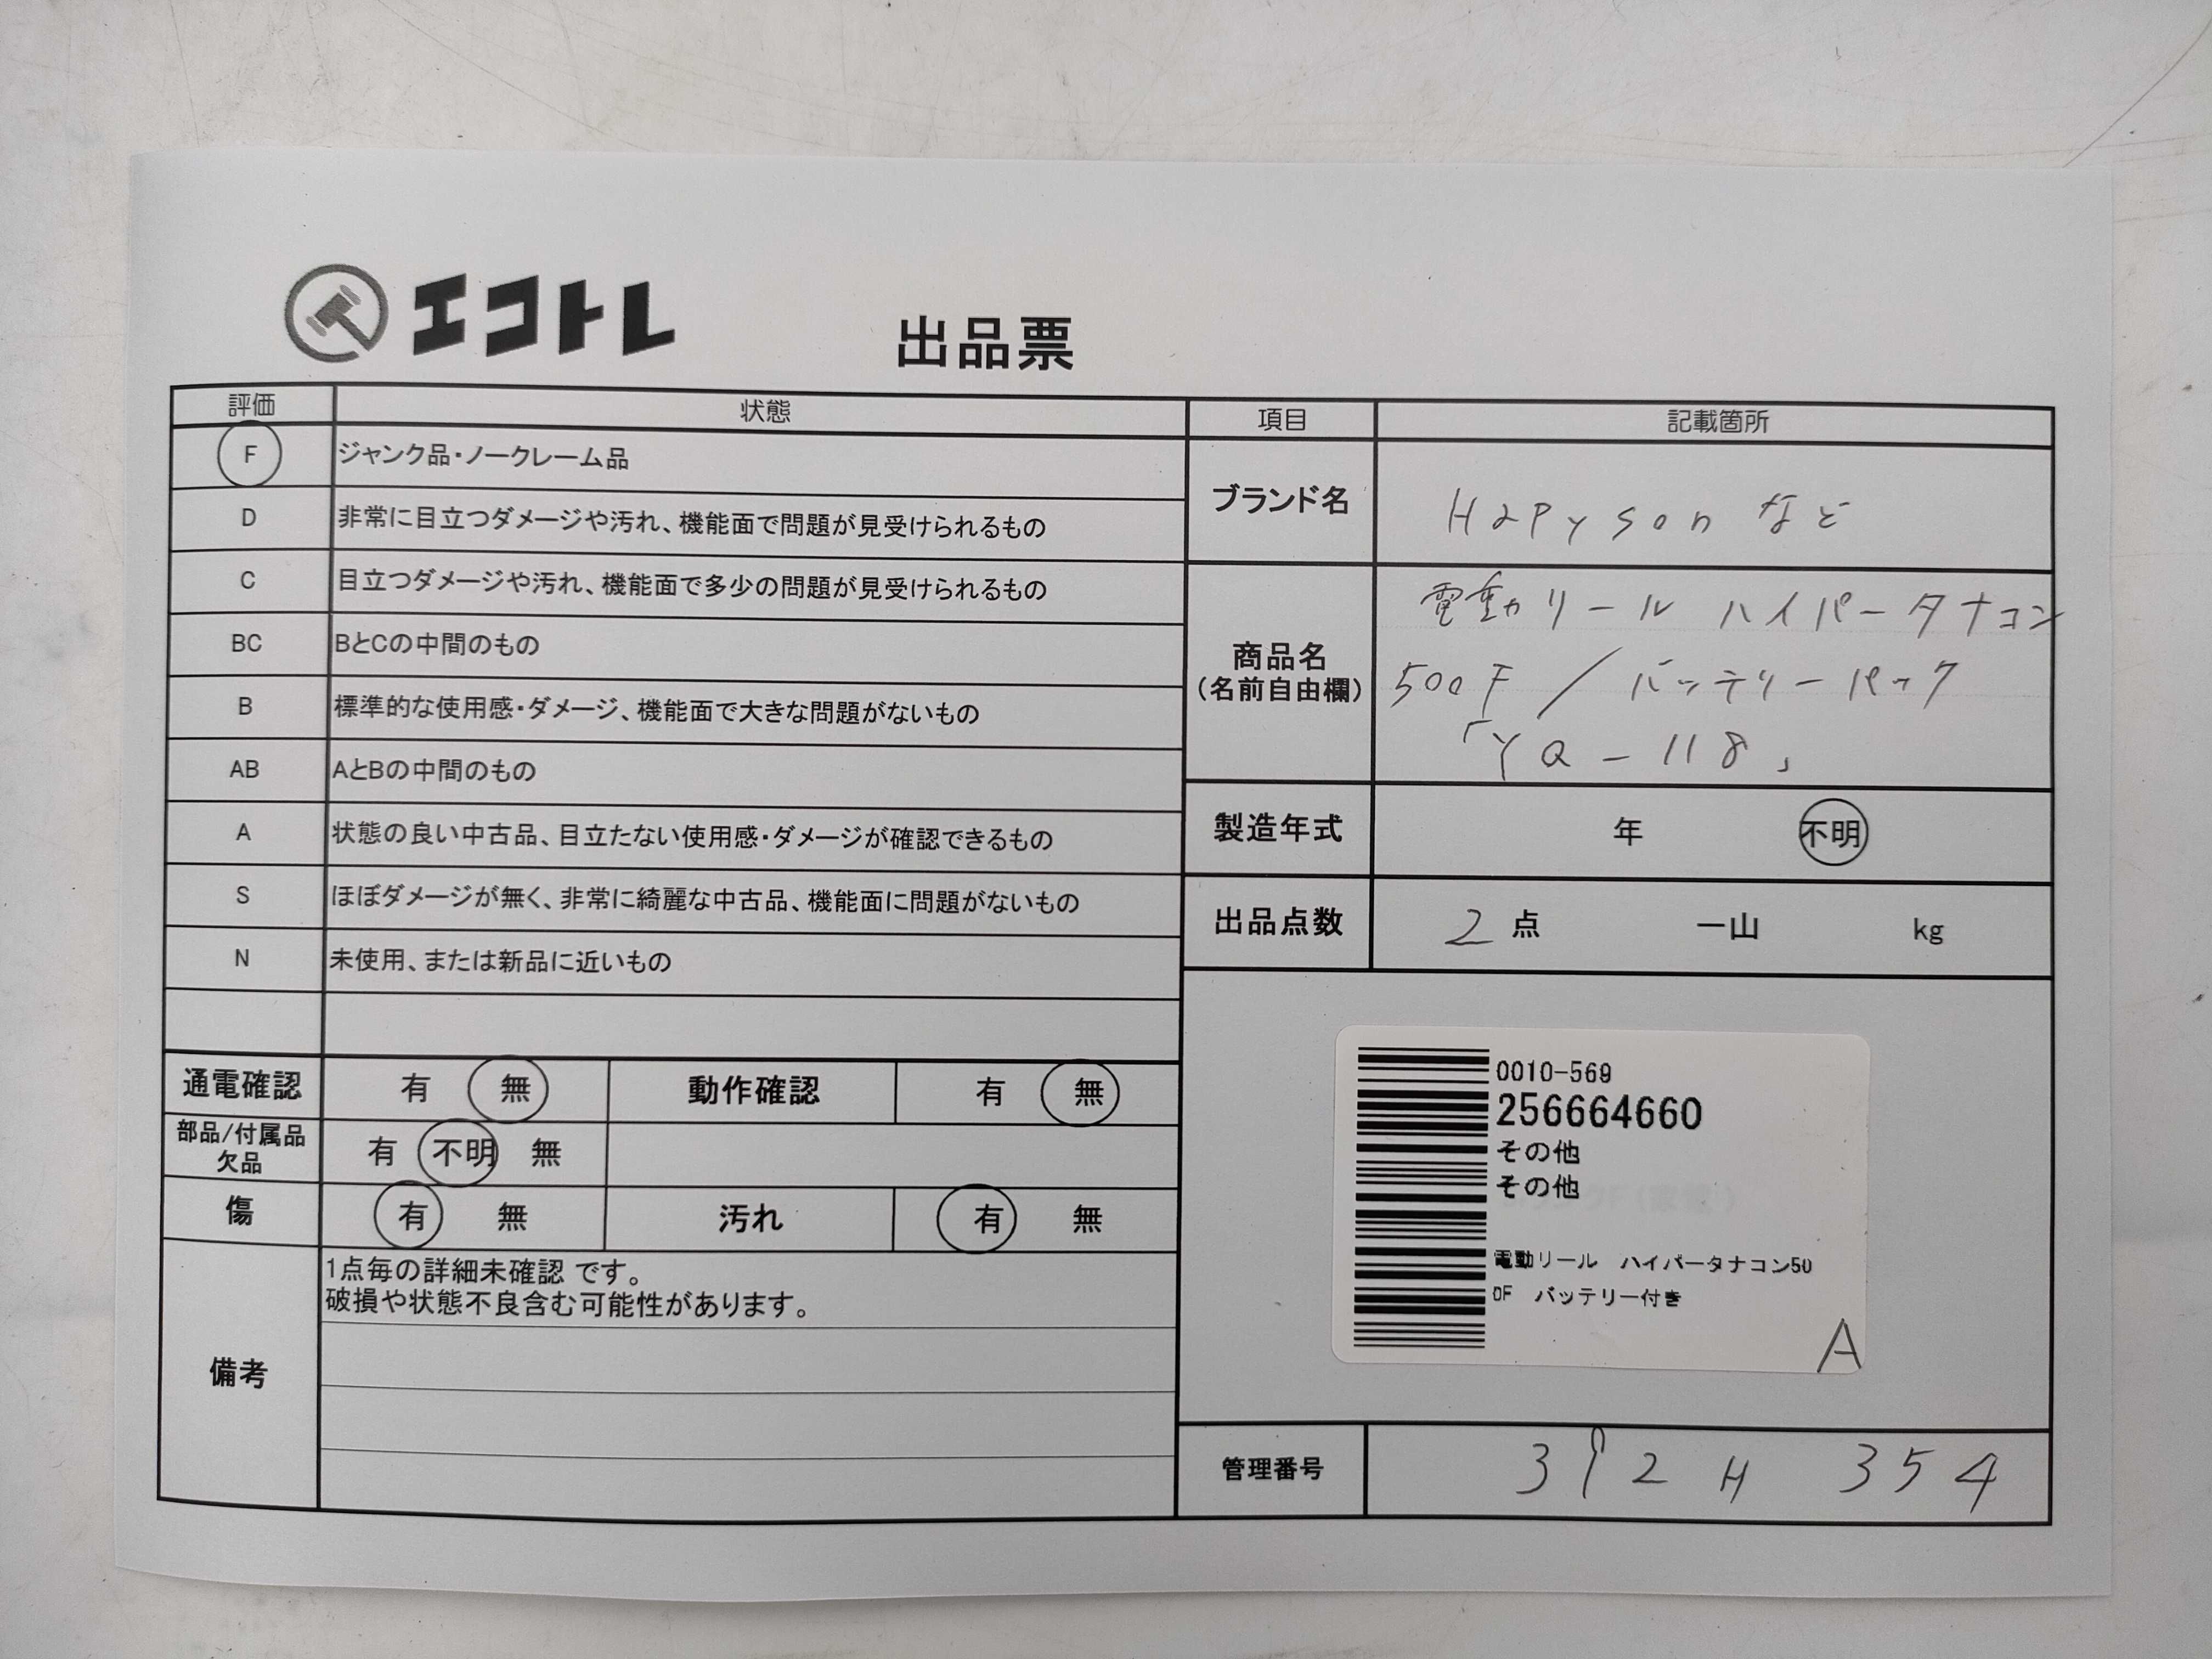 エコトレ
出品票
評価 状態
F ジャンク品・ノークレーム品
D 非常に目立つダメージや汚れ、機能面で問題が見受けられるもの
C 目立つダメージや汚れ、機能面で多少の問題が見受けられるもの
BC BとCの中間のもの
B 標準的な使用感・ダメージ、機能面で大きな問題がないもの
AB AとBの中間のもの
A 状態の良い中古品、目立たない使用感・ダメージが確認できるもの
S ほぼダメージが無く、非常に綺麗な中古品、機能面に問題がないもの
N 未使用、または新品に近いもの
通電確認 有 無 動作確認 有 無
部品/付属品
欠品 有 不明 無
傷 有 無 汚れ 有 無
備考
1点毎の詳細未確認 です。
破損や状態不良含む可能性があります。
項目 記載箇所
ブランド名 Hapyson など
商品名
(名前自由欄)
電動リール ハイパータナコン
500F / バッテリーパック
「YQ-118」
製造年式 年 不明
出品点数 2 点 一山 kg
0010-569
256664660
その他
その他
電動リール ハイパータナコン50
0F バッテリー付き
A
管理番号 392H 354